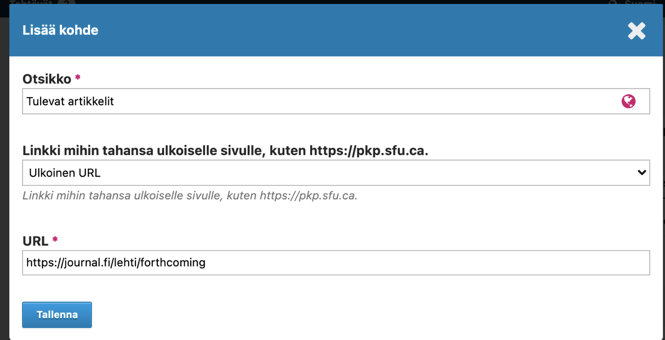 Lisää kohde
Otsikko *
Tulevat artikkelit
Linkki mihin tahansa ulkoiselle sivulle, kuten https://pkp.sfu.ca.
Ulkoinen URL
Linkki mihin tahansa ulkoiselle sivulle, kuten https://pkp.sfu.ca.
URL *
https://journal.fi/lehti/forthcoming
Tallenna